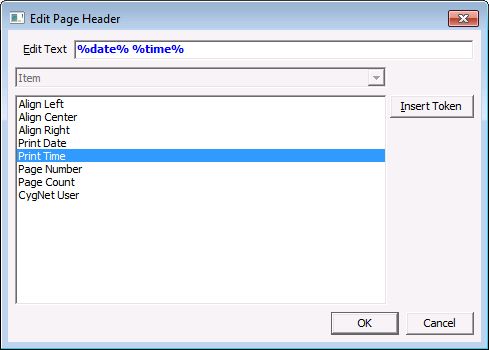 Edit Page Header
Edit Text %date% %time%
Item
Align Left
Align Center
Align Right
Print Date
Print Time
Page Number
Page Count
CygNet User
Insert Token
OK Cancel